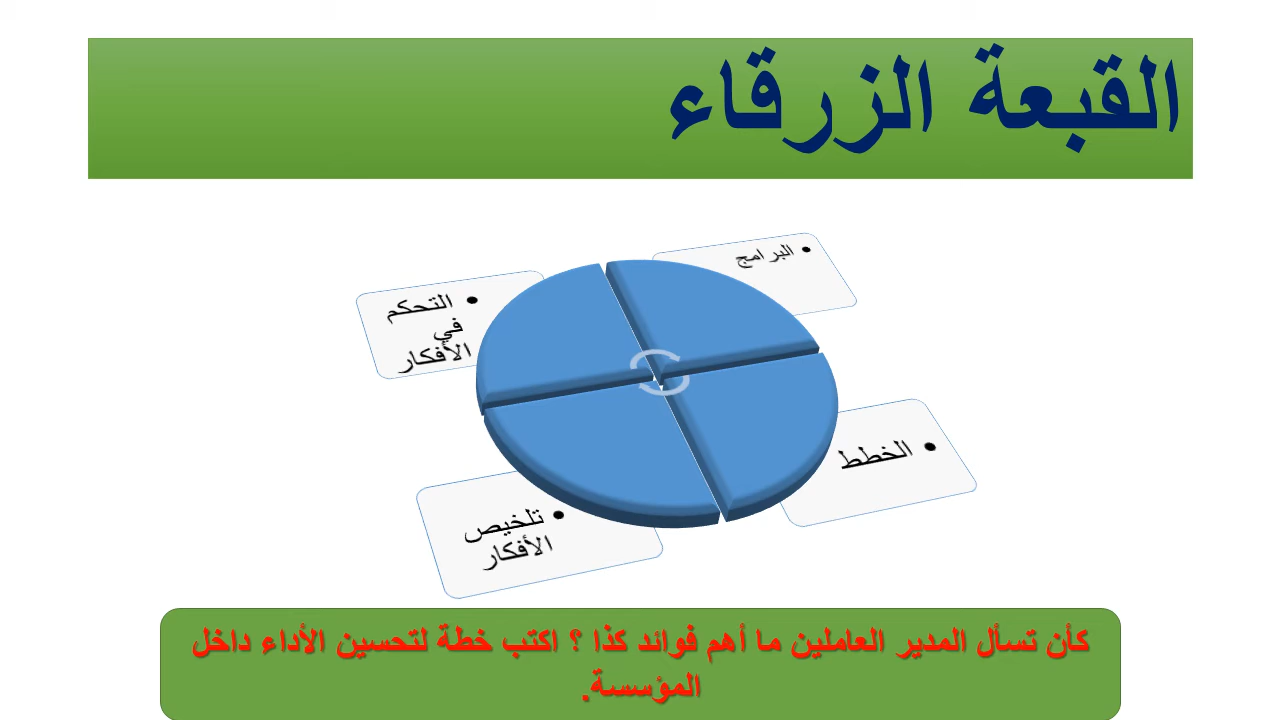 القبعة الزرقاء
البرامج
التحكم
في
الأفكار
الخطط
تلخيص
الأفكار
كأن تسأل المدير العاملين ما أهم فوائد كذا ؟ اكتب خطة لتحسين الأداء داخل
المؤسسة.